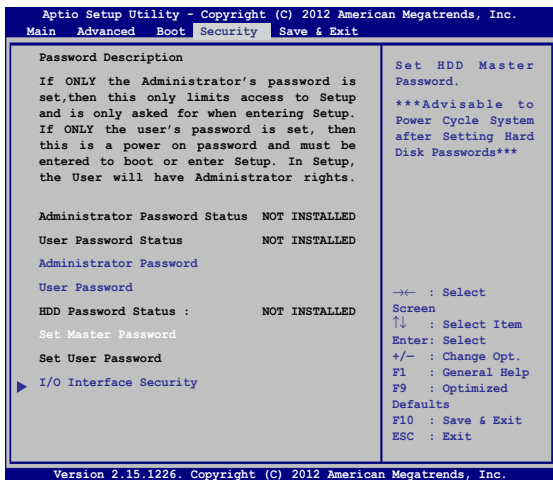 Aptio Setup Utility - Copyright (C) 2012 American Megatrends, Inc.
Main Advanced Boot Security Save & Exit
Password Description
If ONLY the Administrator's password is
set,then this only limits access to Setup
and is only asked for when entering Setup.
If ONLY the user's password is set, then
this is a power on password and must be
entered to boot or enter Setup. In Setup,
the User will have Administrator rights.
Administrator Password Status NOT INSTALLED
User Password Status NOT INSTALLED
Administrator Password
User Password
HDD Password Status : NOT INSTALLED
Set Master Password
Set User Password
I/O Interface Security
Set HDD Master
Password.
***Advisable to
Power Cycle System
after Setting Hard
Disk Passwords***
→← : Select
Screen
↑↓ : Select Item
Enter: Select
+/— : Change Opt.
F1 : General Help
F9 : Optimized
Defaults
F10 : Save & Exit
ESC : Exit
Version 2.15.1226. Copyright (C) 2012 American Megatrends, Inc.